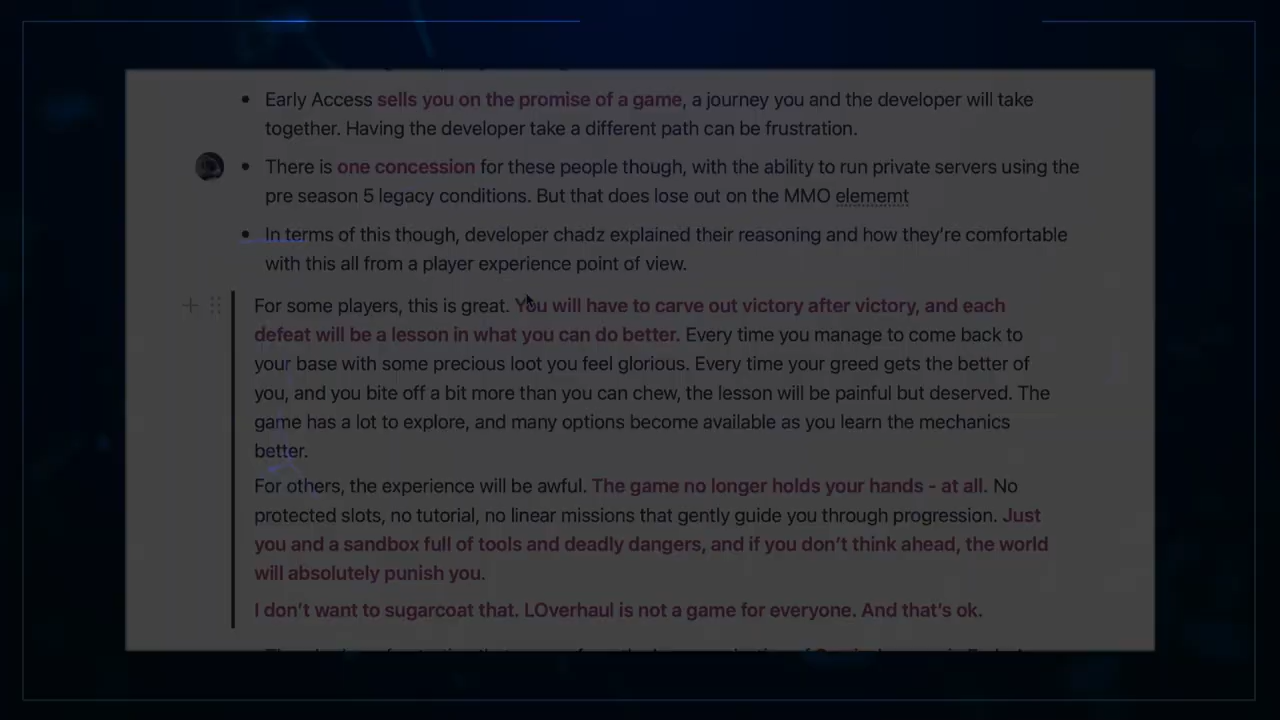 Early Access sells you on the promise of a game, a journey you and the developer will take
together. Having the developer take a different path can be frustration.
There is one concession for these people though, with the ability to run private servers using the
pre season 5 legacy conditions. But that does lose out on the MMO elememt
In terms of this though, developer chadz explained their reasoning and how they're comfortable
with this all from a player experience point of view.
For some players, this is great. You will have to carve out victory after victory, and each
defeat will be a lesson in what you can do better. Every time you manage to come back to
your base with some precious loot you feel glorious. Every time your greed gets the better of
you, and you bite off a bit more than you can chew, the lesson will be painful but deserved. The
game has a lot to explore, and many options become available as you learn the mechanics
better.
For others, the experience will be awful. The game no longer holds your hands - at all. No
protected slots, no tutorial, no linear missions that gently guide you through progression. Just
you and a sandbox full of tools and deadly dangers, and if you don't think ahead, the world
will absolutely punish you.
I don't want to sugarcoat that. LOverhaul is not a game for everyone. And that's ok.